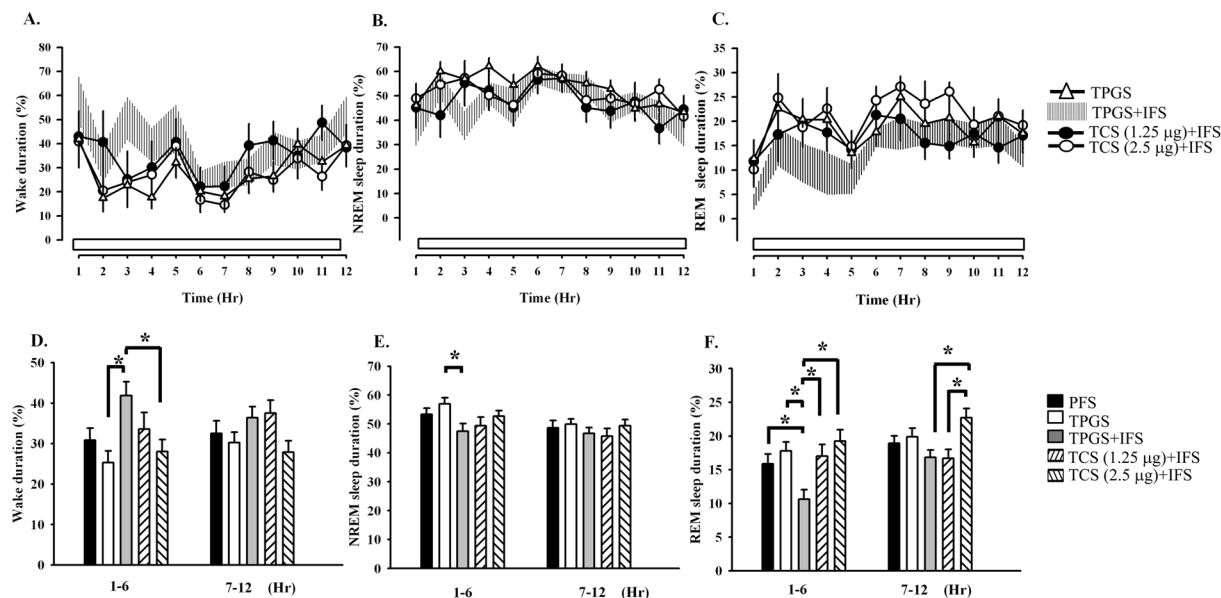 A.
Wake duration (%)
80
70
60
50
40
30
20
10
0
1 2 3 4 5 6 7 8 9 10 11 12
Time (Hr)
B.
NREM sleep duration (%)
80
70
60
50
40
30
20
10
0
1 2 3 4 5 6 7 8 9 10 11 12
Time (Hr)
C.
REM sleep duration (%)
35
30
25
20
15
10
5
0
1 2 3 4 5 6 7 8 9 10 11 12
Time (Hr)
TPGS
TPGS+IFS
TCS (1.25 μg)+IFS
TCS (2.5 μg)+IFS
D.
Wake duration (%)
50
40
30
20
10
0
* *
1-6 7-12 (Hr)
E.
NREM sleep duration (%)
70
60
50
40
30
20
10
0
*
1-6 7-12 (Hr)
F.
REM sleep duration (%)
30
25
20
15
10
5
0
* * * * * *
1-6 7-12 (Hr)
PFS
TPGS
TPGS+IFS
TCS (1.25 μg)+IFS
TCS (2.5 μg)+IFS